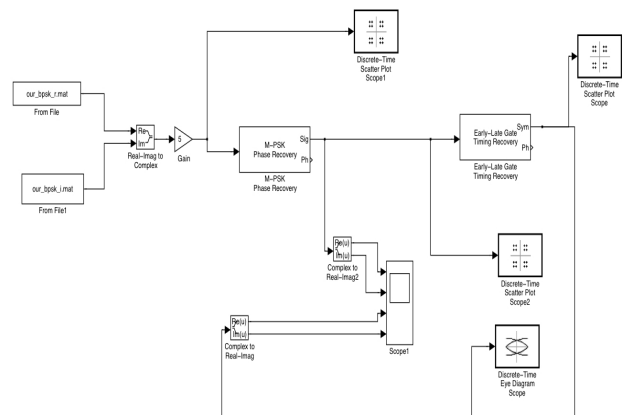 our_bpsk_r.mat
From File
our_bpsk_i.mat
From File1
Re
Im
Real-Imag to
Complex
5
Gain
Discrete-Time
Scatter Plot
Scope1
M-PSK
Phase Recovery
Sig
Ph
M-PSK
Phase Recovery
Early-Late Gate
Timing Recovery
Sym
Ph
Early-Late Gate
Timing Recovery
Discrete-Time
Scatter Plot
Scope
Re(u)
Im(u)
Complex to
Real-Imag2
Re(u)
Im(u)
Complex to
Real-Imag
Scope1
Discrete-Time
Scatter Plot
Scope2
Discrete-Time
Eye Diagram
Scope